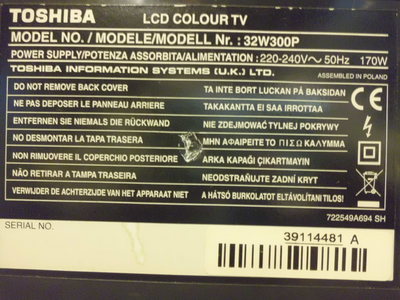 TOSHIBA LCD COLOUR TV
MODEL NO. / MODELE/MODELL Nr. : 32W300P
POWER SUPPLY/POTENZA ASSORBITA/ALIMENTATION : 220-240V~ 50Hz 170W
TOSHIBA INFORMATION SYSTEMS (U.K.) LTD. ASSEMBLED IN POLAND
DO NOT REMOVE BACK COVER
NE PAS DEPOSER LE PANNEAU ARRIERE
ENTFERNEN SIE NIEMALS DIE RÜCKWAND
NO DESMONTAR LA TAPA TRASERA
NON RIMUOVERE IL COPERCHIO POSTERIORE
NÃO RETIRAR A TAMPA TRASEIRA
VERWIJDER DE ACHTERZIJDE VAN HET APPARAAT NIET
TA INTE BORT LUCKAN PÅ BAKSIDAN
TAKAKANTTA EI SAA IRROTTAA
NIE ZDEJMOWAĆ TYLNEJ POKRYWY
ΜΗΝ ΑΦΑΙΡΕΙΤΕ ΤΟ ΠΙΣΩ ΚΑΛΥΜΜΑ
ARKA KAPAĞI ÇIKARTMAYIN
NEODSTRAŇUJTE ZADNÍ KRYT
A HÁTSÓ BURKOLATOT ELTÁVOLÍTANI TILOS!
CE
722549A694 SH
SERIAL NO.
39114481 A